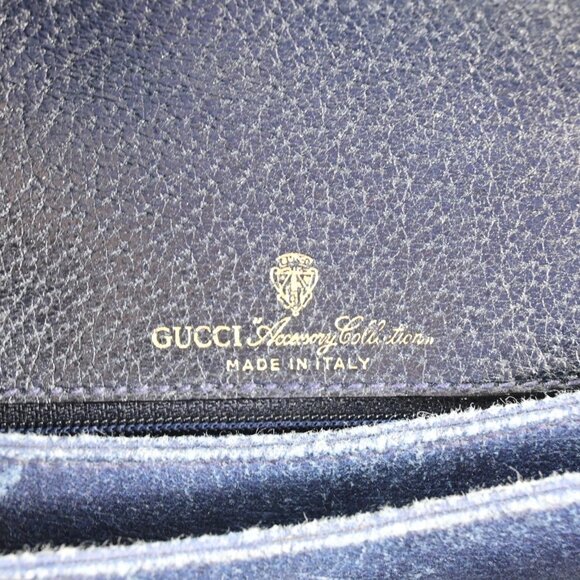 GUCCI "Accessory Collection"
MADE IN ITALY